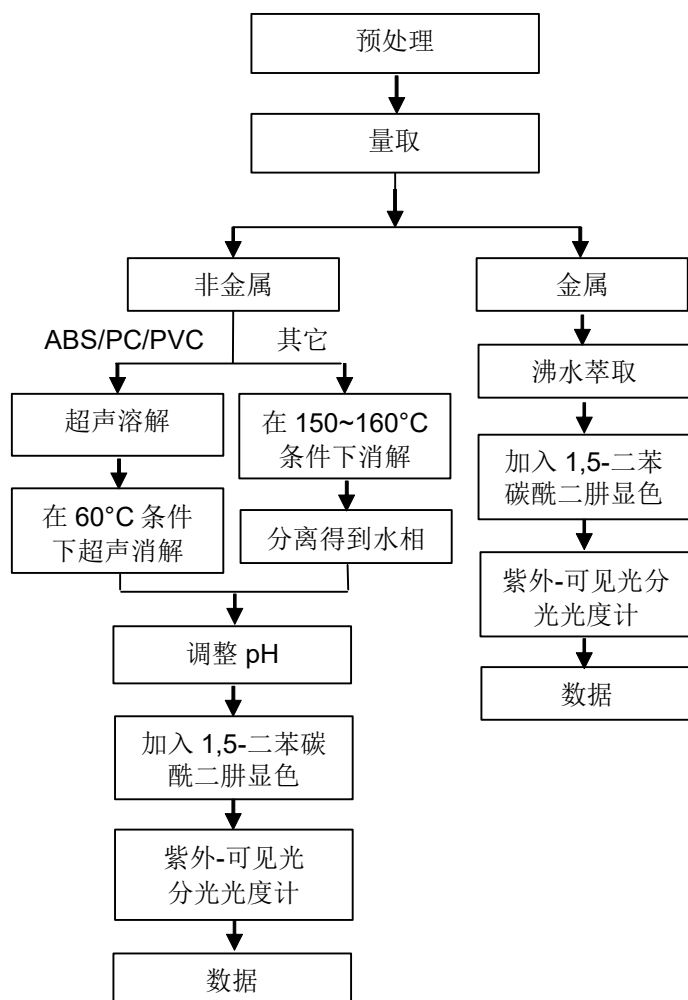 预处理
量取
非金属
金属
ABS/PC/PVC
其它
沸水萃取
超声溶解
在 150~160°C
条件下消解
加入 1,5-二苯
碳酰二肼显色
在 60°C 条件
下超声消解
分离得到水相
紫外-可见光分
光光度计
调整 pH
数据
加入 1,5-二苯碳
酰二肼显色
紫外-可见光
分光光度计
数据